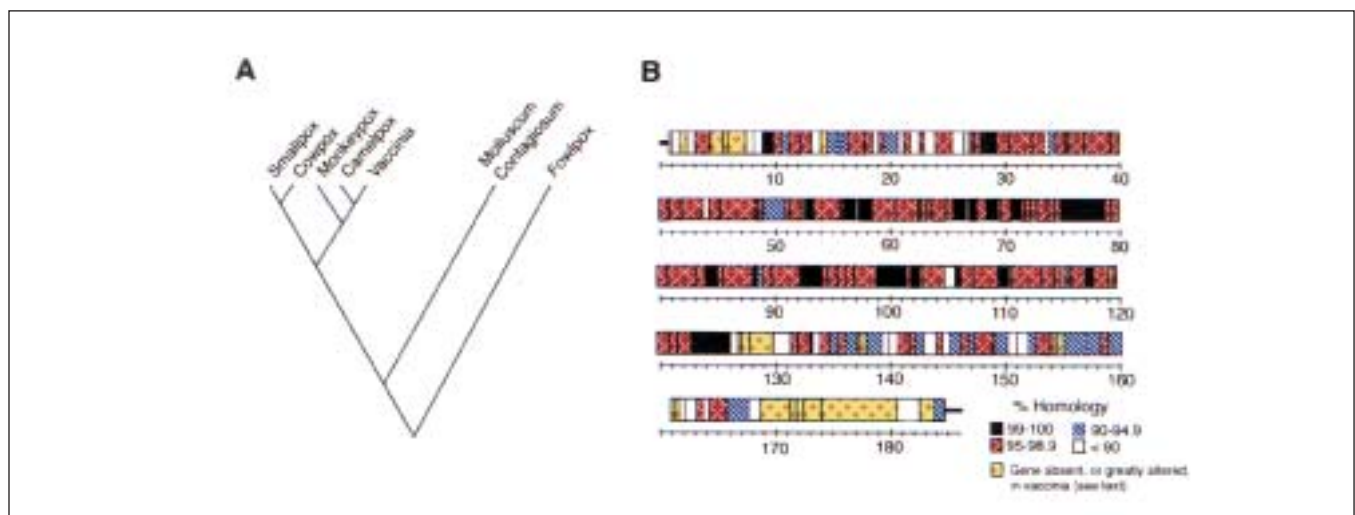 A
Smallpox
Cowpox
Monkeypox
Camelpox
Vaccinia
Molluscum
Contagiosum
Fowlpox
B
10 20 30 40
50 60 70 80
90 100 110 120
130 140 150 160
170 180
% Homology
99-100 90-94.9
95-98.9 < 90
Gene absent, or greatly altered,
in vaccinia (see text)